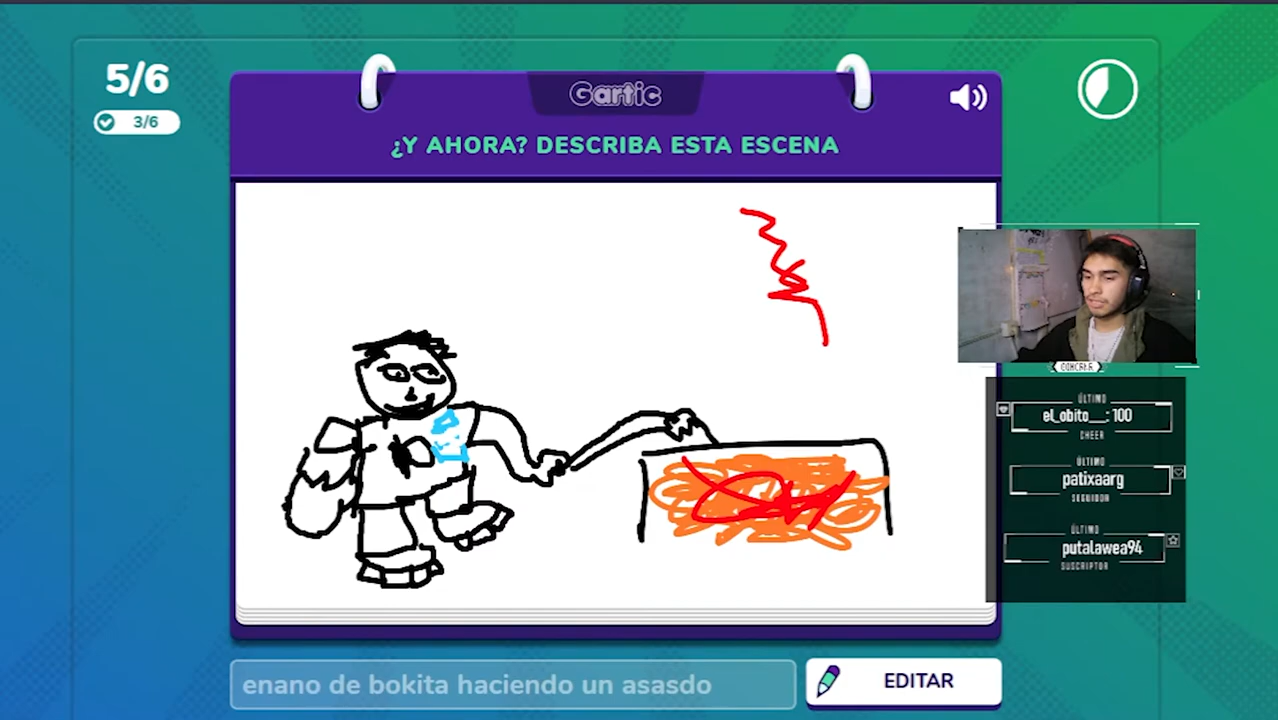 5/6
3/6
Gartic
¿Y AHORA? DESCRIBA ESTA ESCENA
ÚLTIMO
el_obito__: 100
CHEER
ÚLTIMO
patixaarg
SEGUIDOR
ÚLTIMO
putalawea94
SUSCRIPTOR
enano de bokita haciendo un asasdo
EDITAR